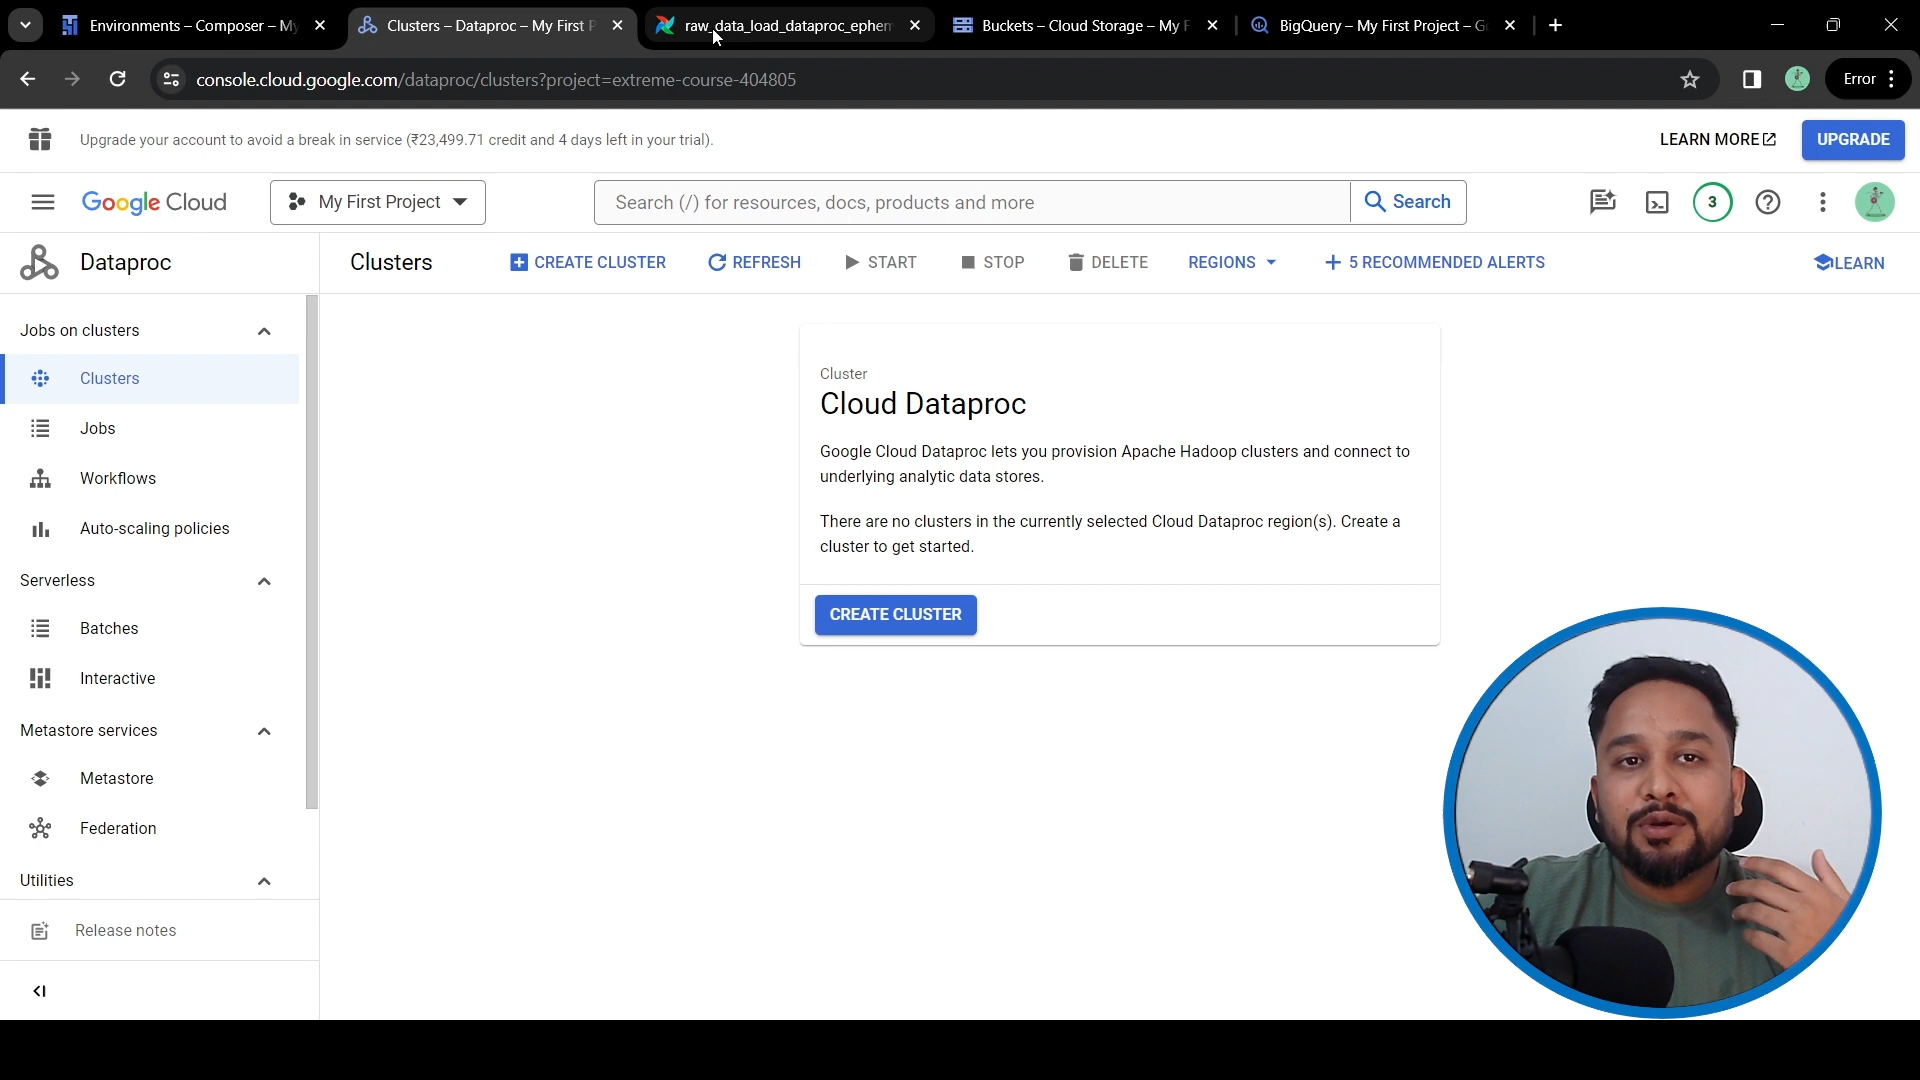 Environments – Composer – My
Clusters – Dataproc – My First P
raw_data_load_dataproc_ephem
Buckets – Cloud Storage – My F
BigQuery – My First Project – Go
console.cloud.google.com/dataproc/clusters?project=extreme-course-404805
Error
Upgrade your account to avoid a break in service (₹23,499.71 credit and 4 days left in your trial).
LEARN MORE
UPGRADE
Google Cloud
My First Project
Search (/) for resources, docs, products and more
Search
3
Dataproc
Clusters
CREATE CLUSTER
REFRESH
START
STOP
DELETE
REGIONS
5 RECOMMENDED ALERTS
LEARN
Jobs on clusters
Clusters
Jobs
Workflows
Auto-scaling policies
Serverless
Batches
Interactive
Metastore services
Metastore
Federation
Utilities
Release notes
Cluster
Cloud Dataproc
Google Cloud Dataproc lets you provision Apache Hadoop clusters and connect to
underlying analytic data stores.
There are no clusters in the currently selected Cloud Dataproc region(s). Create a
cluster to get started.
CREATE CLUSTER